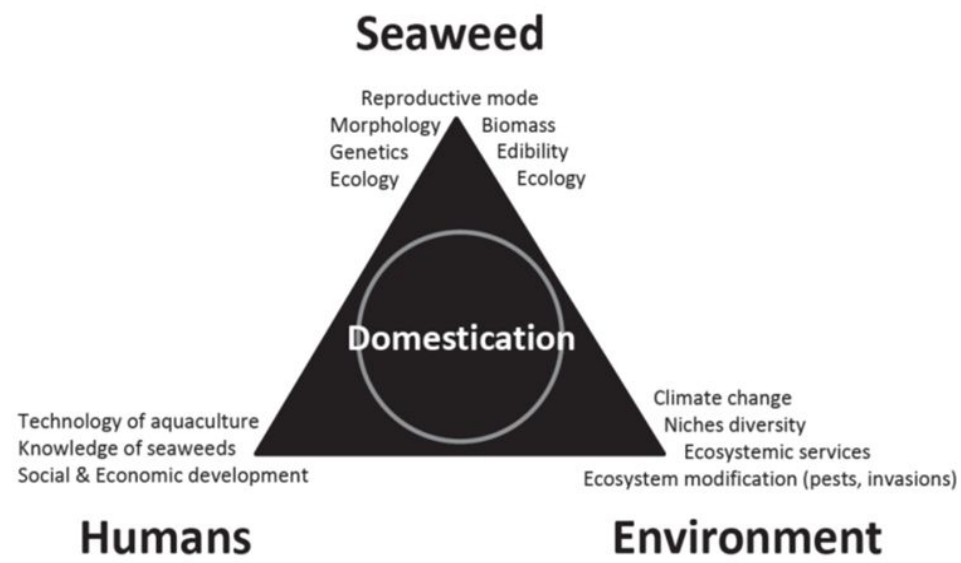 Seaweed
Reproductive mode
Morphology Biomass
Genetics Edibility
Ecology Ecology
Domestication
Climate change
Technology of aquaculture Niches diversity
Knowledge of seaweeds Ecosystemic services
Social & Economic development Ecosystem modification (pests, invasions)
Humans Environment